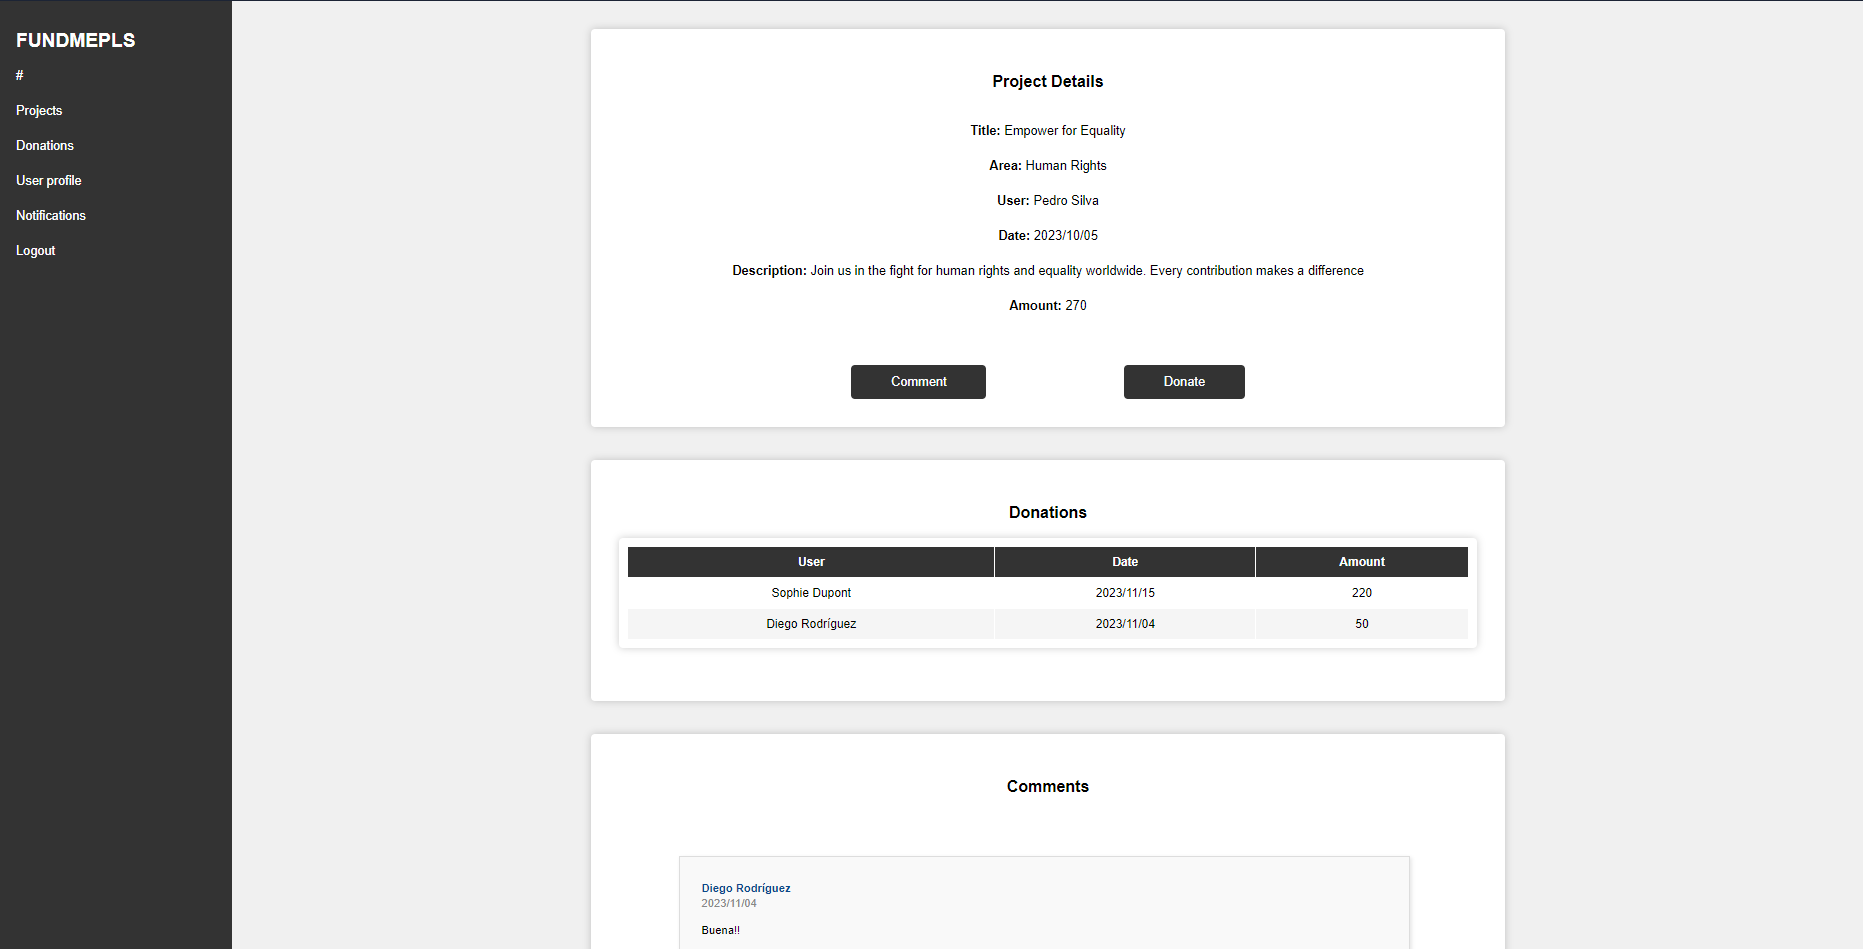 FUNDMEPLS
#
Projects
Donations
User profile
Notifications
Logout
Project Details
Title: Empower for Equality
Area: Human Rights
User: Pedro Silva
Date: 2023/10/05
Description: Join us in the fight for human rights and equality worldwide. Every contribution makes a difference
Amount: 270
Comment Donate
Donations
User Date Amount
Sophie Dupont 2023/11/15 220
Diego Rodríguez 2023/11/04 50
Comments
Diego Rodríguez
2023/11/04
Buena!!